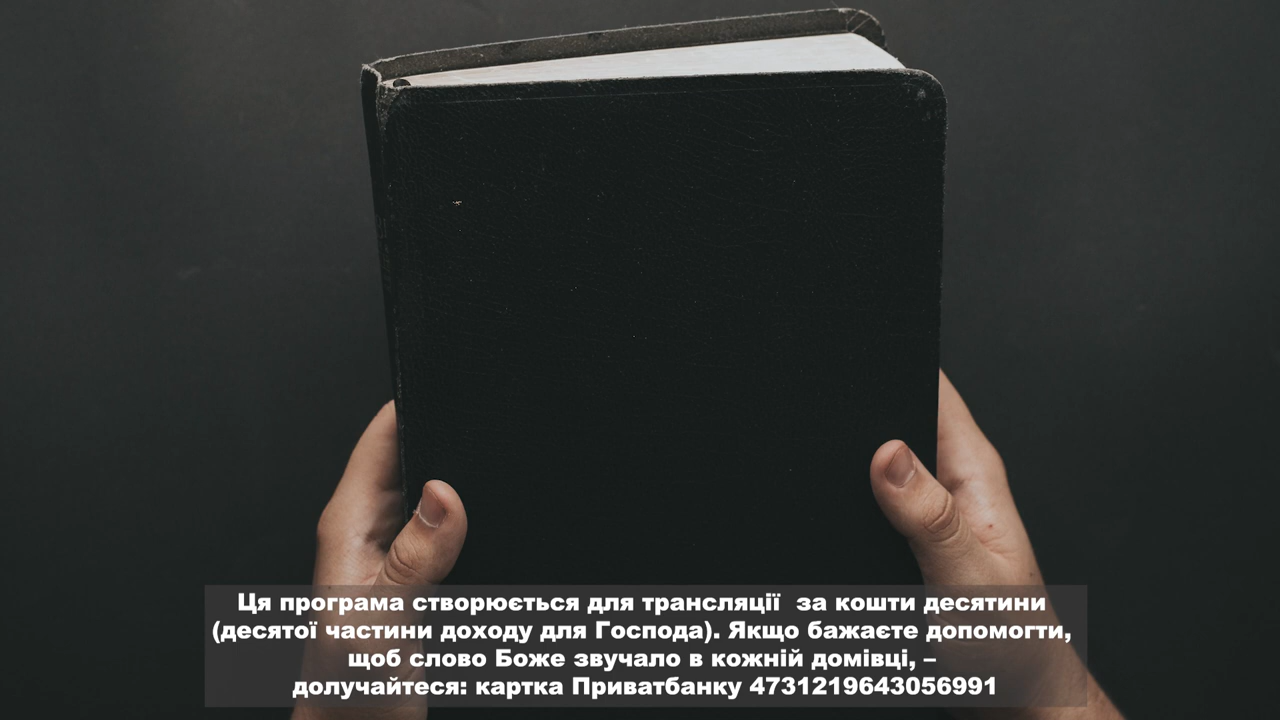 Ця програма створюється для трансляції  за кошти десятини
(десятої частини доходу для Господа). Якщо бажаєте допомогти,
щоб слово Боже звучало в кожній домівці, –
долучайтеся: картка Приватбанку 4731219643056991